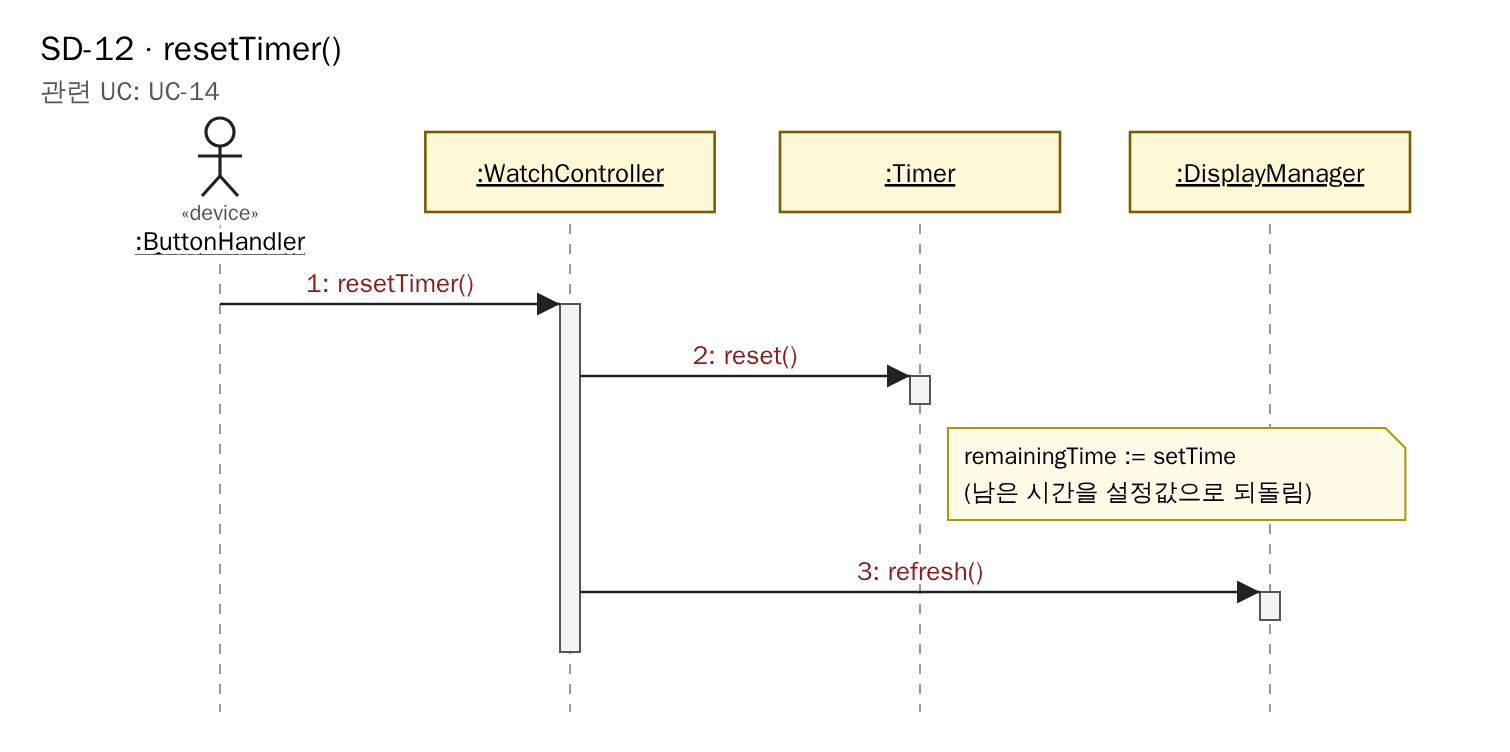 SD-12 · resetTimer()
관련 UC: UC-14
«device»
:ButtonHandler
:WatchController
:Timer
:DisplayManager
1: resetTimer()
2: reset()
remainingTime := setTime
(남은 시간을 설정값으로 되돌림)
3: refresh()